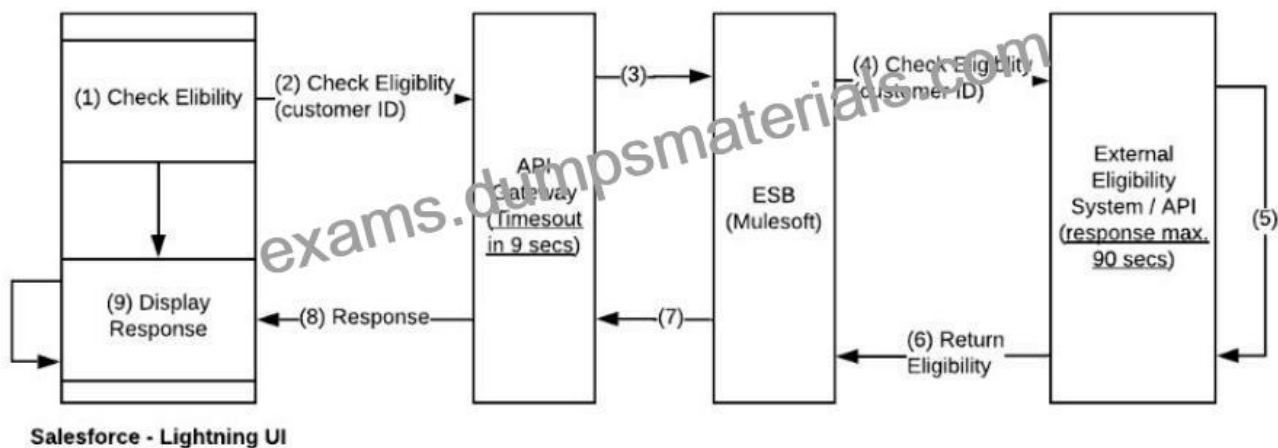 (1) Check Elibility
(2) Check Eligiblity
(customer ID)
(3)
(4) Check Eligiblity
(customer ID)
API
Gateway
(Timesout
in 9 secs)
ESB
(Mulesoft)
External
Eligibility
System / API
(response max.
90 secs)
(5)
(6) Return
Eligibility
(7)
(8) Response
(9) Display
Response
Salesforce - Lightning UI
exams.dumpsmaterials.com